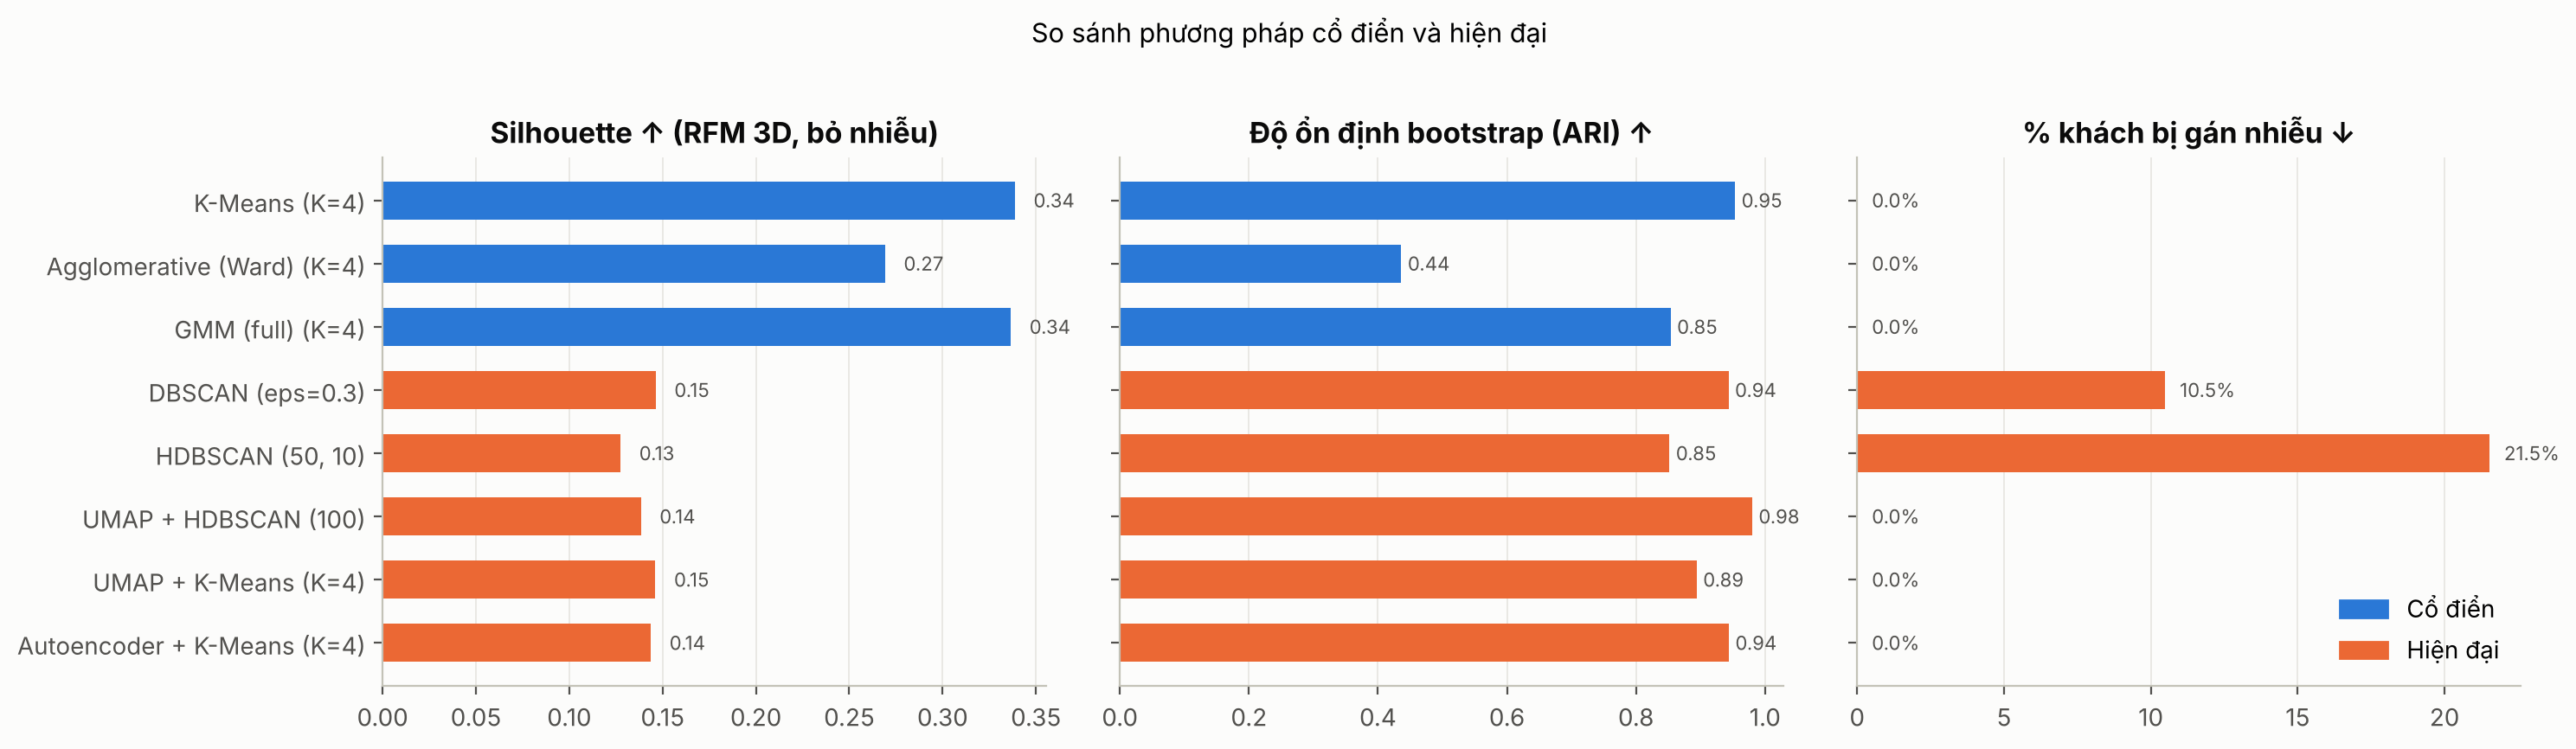 So sánh phương pháp cổ điển và hiện đại
Silhouette ↑ (RFM 3D, bỏ nhiễu)
K-Means (K=4)
Agglomerative (Ward) (K=4)
GMM (full) (K=4)
DBSCAN (eps=0.3)
HDBSCAN (50, 10)
UMAP + HDBSCAN (100)
UMAP + K-Means (K=4)
Autoencoder + K-Means (K=4)
0.34
0.27
0.34
0.15
0.13
0.14
0.15
0.14
0.00 0.05 0.10 0.15 0.20 0.25 0.30 0.35
Độ ổn định bootstrap (ARI) ↑
0.95
0.44
0.85
0.94
0.85
0.98
0.89
0.94
0.0 0.2 0.4 0.6 0.8 1.0
% khách bị gán nhiễu ↓
0.0%
0.0%
0.0%
10.5%
21.5%
0.0%
0.0%
0.0%
Cổ điển
Hiện đại
0 5 10 15 20